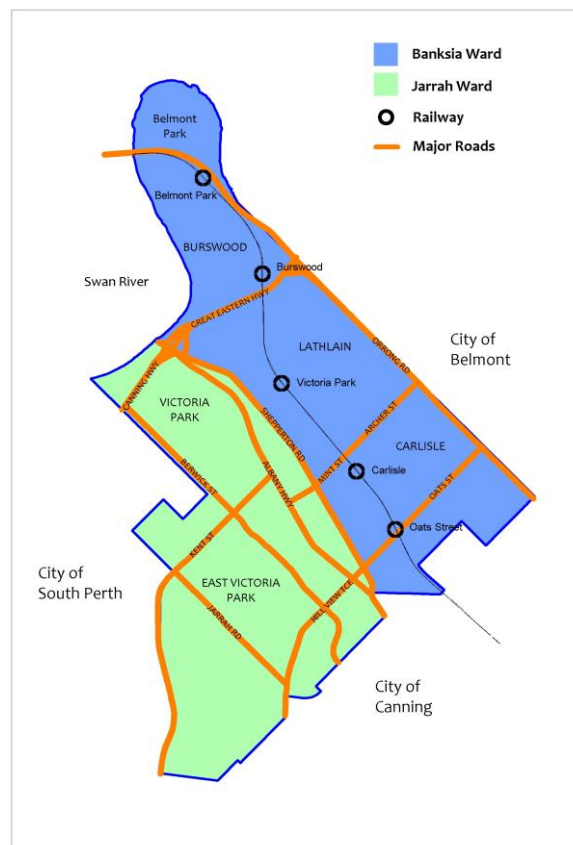 Banksia Ward
Jarrah Ward
Railway
Major Roads
Belmont
Park
Belmont Park
BURSWOOD
Burswood
Swan River
GREAT EASTERN HWY
City of
Belmont
LATHLAIN
ORRONG RD
CANNING HWY
VICTORIA
PARK
Victoria Park
SHEPPERTON RD
ARCHER ST
CARLISLE
BERWICK ST
ALBANY HWY
MINT ST
Carlisle
OATS ST
Oats Street
KENT ST
City of
South Perth
EAST VICTORIA
PARK
HILL VIEW TCE
JARRAH RD
City of
Canning